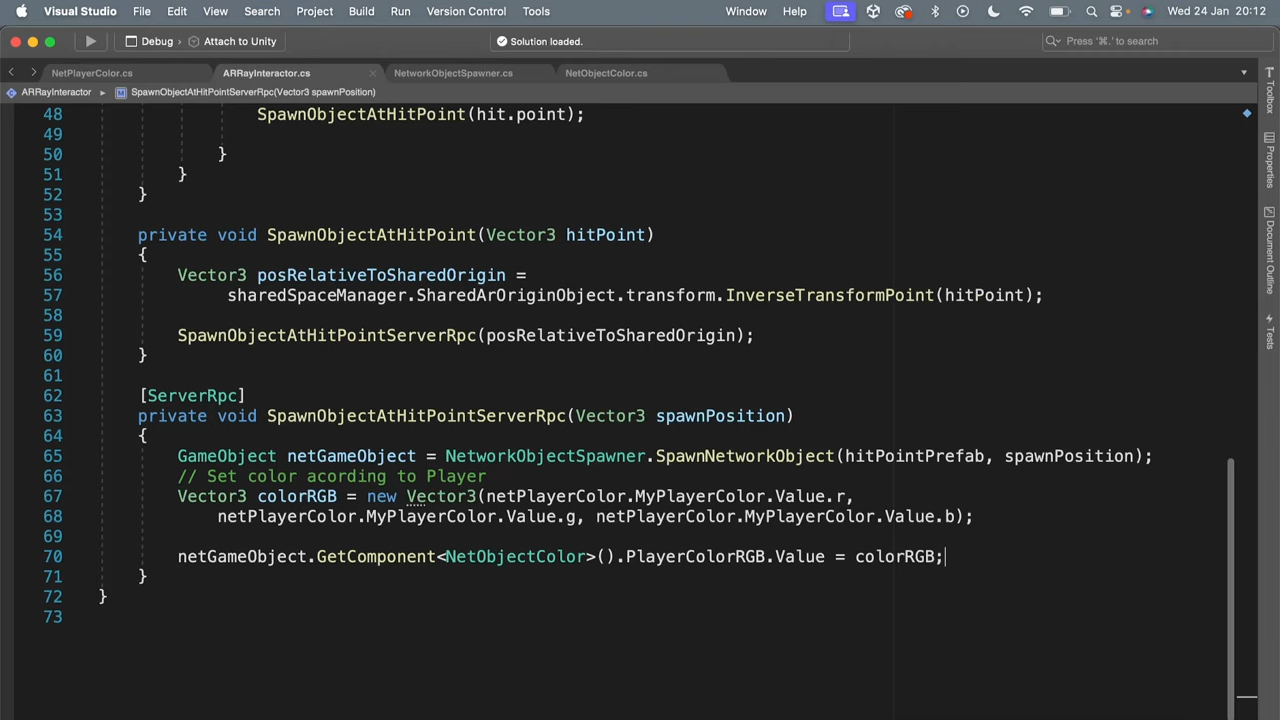 Visual Studio File Edit View Search Project Build Run Version Control Tools Window Help Wed 24 Jan 20:12
Debug Attach to Unity Solution loaded. Press ‘⌘.’ to search
NetPlayerColor.cs ARRayInteractor.cs NetworkObjectSpawner.cs NetObjectColor.cs
ARRayInteractor SpawnObjectAtHitPointServerRpc(Vector3 spawnPosition)
48 SpawnObjectAtHitPoint(hit.point);
49
50 }
51 }
52 }
53
54 private void SpawnObjectAtHitPoint(Vector3 hitPoint)
55 {
56 Vector3 posRelativeToSharedOrigin =
57 sharedSpaceManager.SharedArOriginObject.transform.InverseTransformPoint(hitPoint);
58
59 SpawnObjectAtHitPointServerRpc(posRelativeToSharedOrigin);
60 }
61
62 [ServerRpc]
63 private void SpawnObjectAtHitPointServerRpc(Vector3 spawnPosition)
64 {
65 GameObject netGameObject = NetworkObjectSpawner.SpawnNetworkObject(hitPointPrefab, spawnPosition);
66 // Set color acording to Player
67 Vector3 colorRGB = new Vector3(netPlayerColor.MyPlayerColor.Value.r,
68 netPlayerColor.MyPlayerColor.Value.g, netPlayerColor.MyPlayerColor.Value.b);
69
70 netGameObject.GetComponent<NetObjectColor>().PlayerColorRGB.Value = colorRGB;
71 }
72 }
73
Toolbox
Properties
Document Outline
Tests